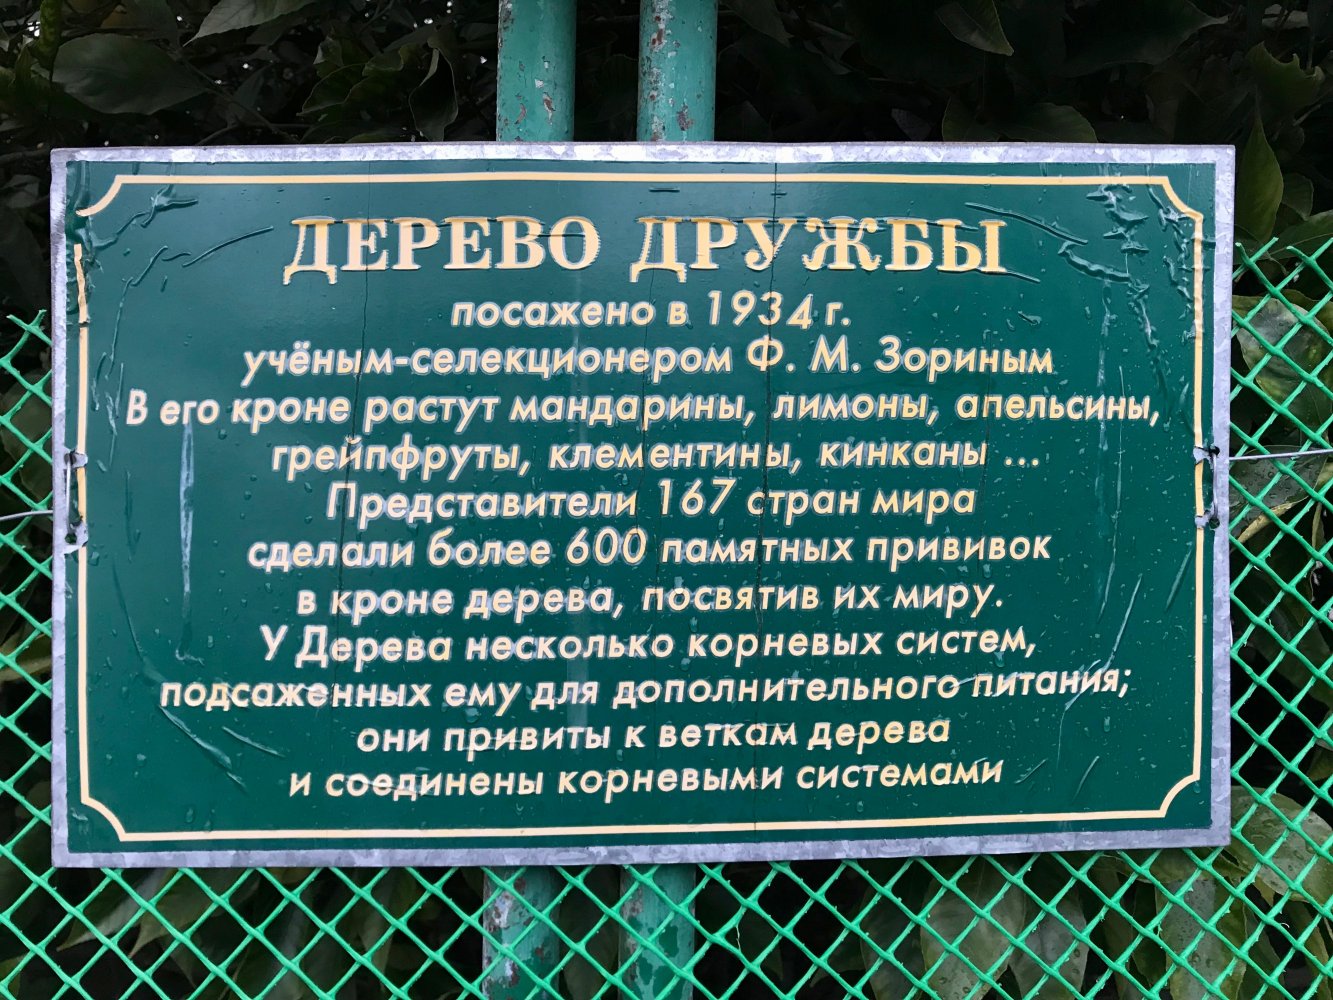 ДЕРЕВО ДРУЖБЫ
посажено в 1934 г.
учёным-селекционером Ф. М. Зориным
В его кроне растут мандарины, лимоны, апельсины,
грейпфруты, клементины, кинканы ...
Представители 167 стран мира
сделали более 600 памятных прививок
в кроне дерева, посвятив их миру.
У Дерева несколько корневых систем,
подсаженных ему для дополнительного питания;
они привиты к веткам дерева
и соединены корневыми системами